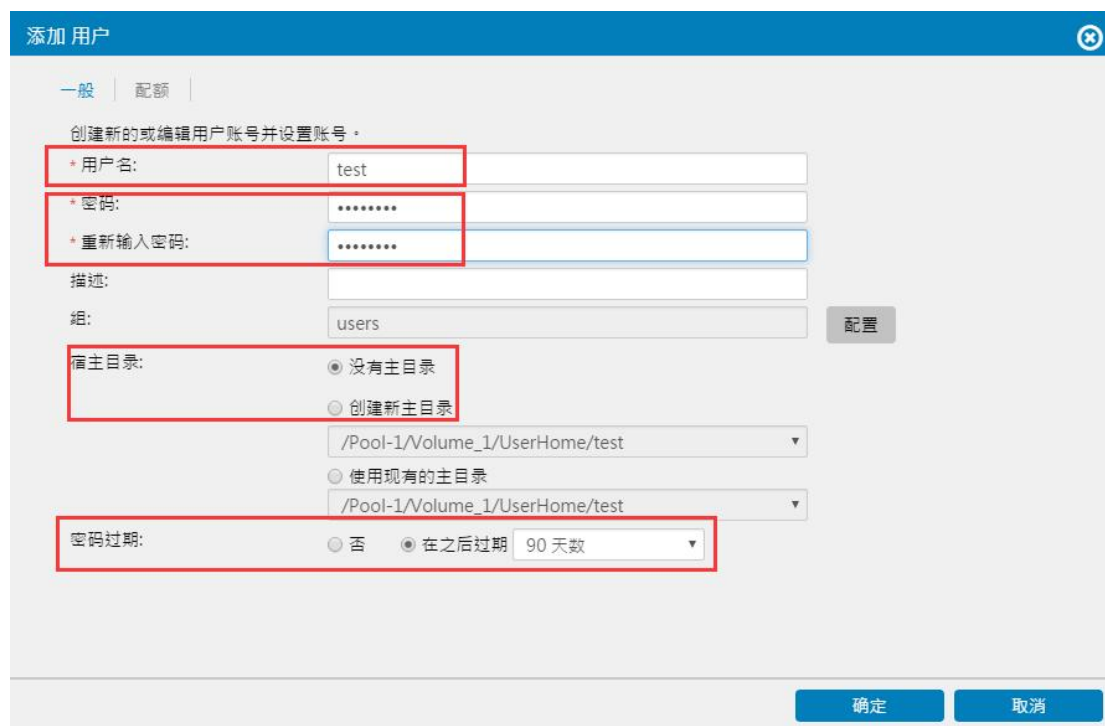 添加 用户
一般 配额
创建新的或编辑用户账号并设置账号。
* 用户名: test
* 密码: ••••••••
* 重新输入密码: ••••••••
描述:
组: users 配置
宿主目录: 没有主目录
创建新主目录
/Pool-1/Volume_1/UserHome/test
使用现有的主目录
/Pool-1/Volume_1/UserHome/test
密码过期: 否 在之后过期 90 天数
确定 取消